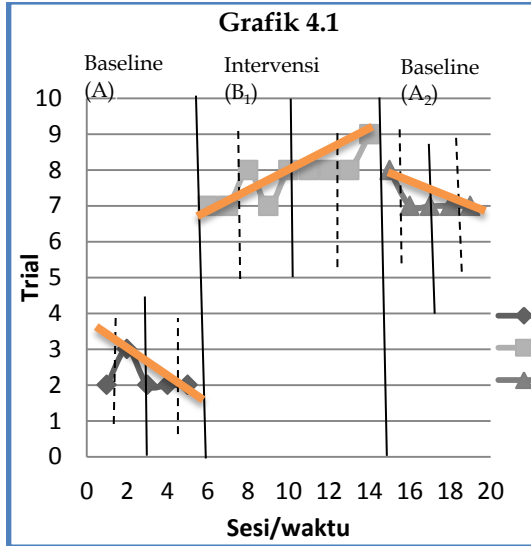 Grafik 4.1
Baseline
(A)
Intervensi
(B₁)
Baseline
(A₂)
10
9
8
7
6
5
4
3
2
1
0
Trial
0 2 4 6 8 10 12 14 16 18 20
Sesi/waktu